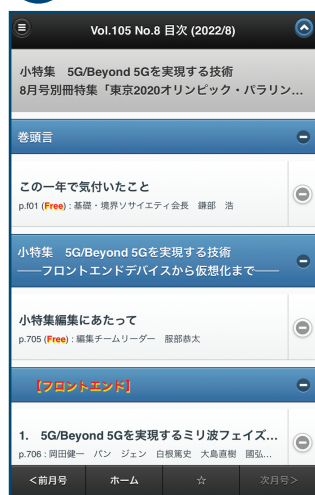 Vol.105 No.8 目次 (2022/8)
小特集　5G/Beyond 5Gを実現する技術
8月号別冊特集「東京2020オリンピック・パラリン…
巻頭言
この一年で気付いたこと
p.f01 (Free) : 基礎・境界ソサイエティ会長　鎌部　浩
小特集　5G/Beyond 5Gを実現する技術
――フロントエンドデバイスから仮想化まで――
小特集編集にあたって
p.705 (Free) : 編集チームリーダー　服部恭太
【フロントエンド】
1.　5G/Beyond 5Gを実現するミリ波フェイズ…
p.706 : 岡田健一　パン　ジェン　白根篤史　大島直樹　國弘…
<前月号
ホーム
☆
次月号>